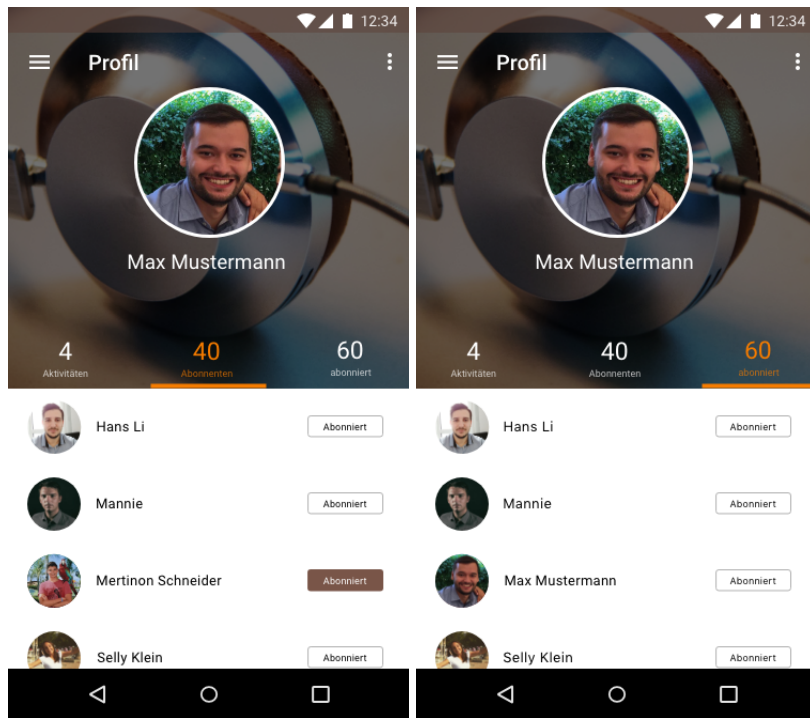 12:34
Profil
Max Mustermann
4 40 60
Aktivitäten Abonnenten abonniert
Hans Li Abonniert
Mannie Abonniert
Mertinon Schneider Abonniert
Selly Klein Abonniert
12:34
Profil
Max Mustermann
4 40 60
Aktivitäten Abonnenten abonniert
Hans Li Abonniert
Mannie Abonniert
Max Mustermann Abonniert
Selly Klein Abonniert